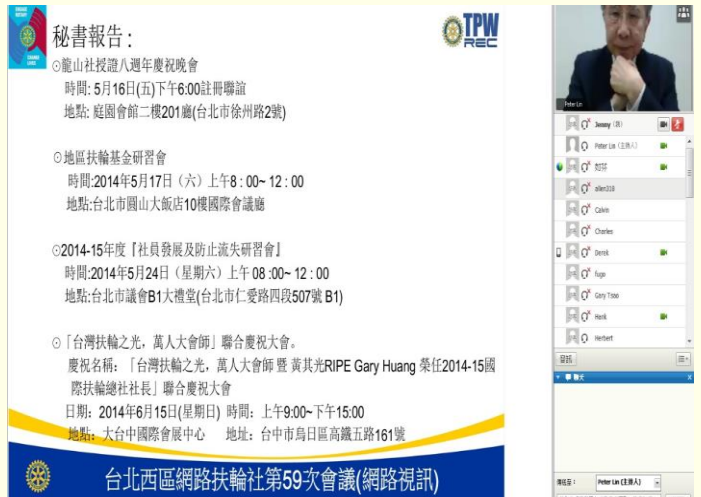 ENGAGE
ROTARY
CHANGE
LIVES
TPW
REC
秘書報告:
⊙龍山社授證八週年慶祝晚會
時間: 5月16日(五)下午6:00註冊聯誼
地點: 庭園會館二樓201廳(台北市徐州路2號)
⊙地區扶輪基金研習會
時間:2014年5月17日（六）上午8：00~ 12：00
地點:台北市圓山大飯店10樓國際會議廳
⊙2014-15年度『社員發展及防止流失研習會』
時間:2014年5月24日（星期六）上午 08 :00~ 12：00
地點:台北市議會B1大禮堂(台北市仁愛路四段507號 B1)
⊙「台灣扶輪之光，萬人大會師」聯合慶祝大會。
慶祝名稱: 「台灣扶輪之光，萬人大會師 暨 黃其光RIPE Gary Huang 榮任2014-15國
際扶輪總社社長」聯合慶祝大會
日期: 2014年6月15日(星期日) 時間: 上午9:00~下午15:00
地點: 大台中國際會展中心 地址: 台中市烏日區高鐵五路161號
台北西區網路扶輪社第59次會議(網路視訊)
Peter Lin
Jenny
Peter Lin (主持人)
allen318
Calvin
Charles
Derek
fugo
Gary Tsao
Hank
Herbert
聊天
Peter Lin (主持人)